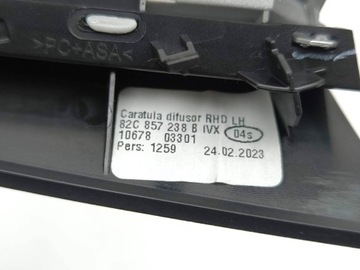 >PC+ASA<
Caratula difusor RHD LH
82C 857 238 B IVX 04s
10678 03301
Pers: 1259 24.02.2023